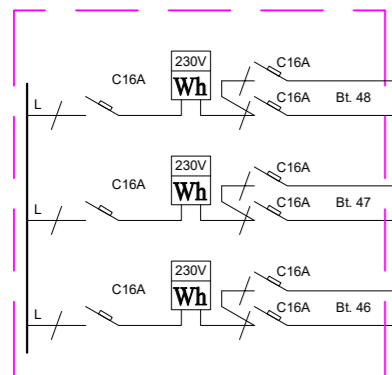 230V
C16A
C16A
Wh
L
C16A
Bt. 48
230V
C16A
C16A
Wh
L
C16A
Bt. 47
230V
C16A
C16A
Wh
L
C16A
Bt. 46